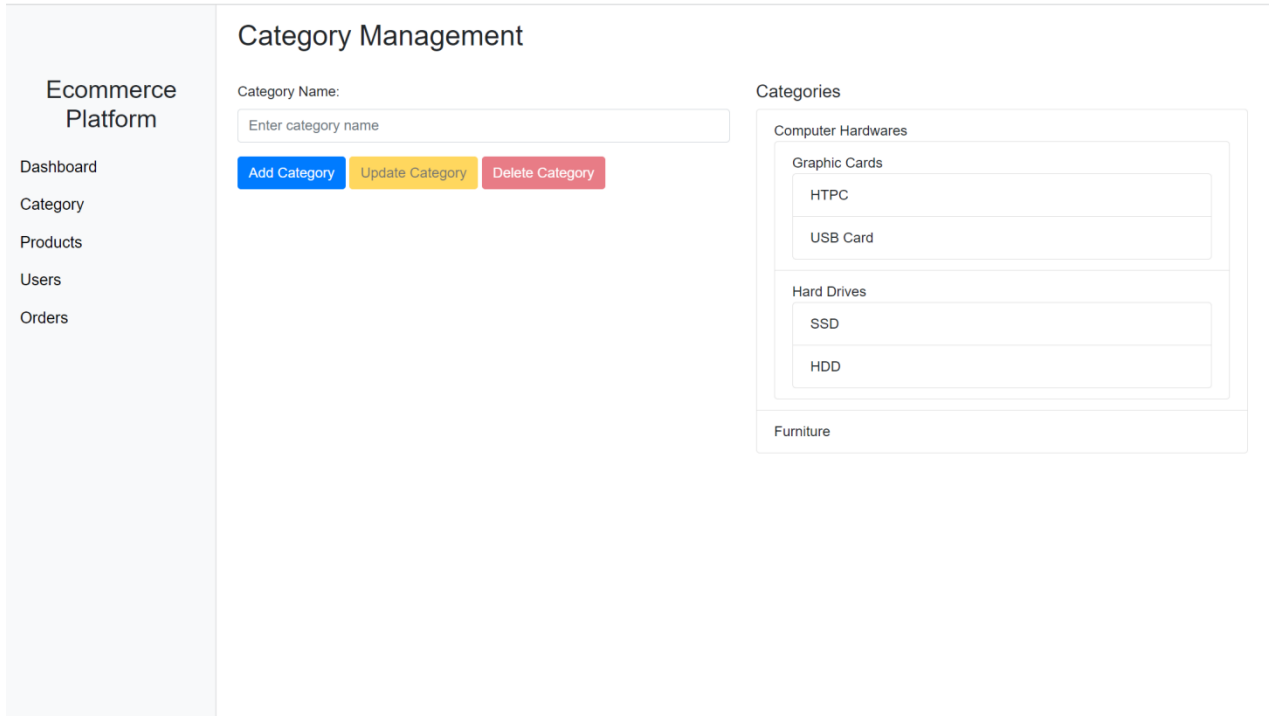 Ecommerce
Platform
Dashboard
Category
Products
Users
Orders
Category Management
Category Name:
Enter category name
Add Category
Update Category
Delete Category
Categories
Computer Hardwares
Graphic Cards
HTPC
USB Card
Hard Drives
SSD
HDD
Furniture